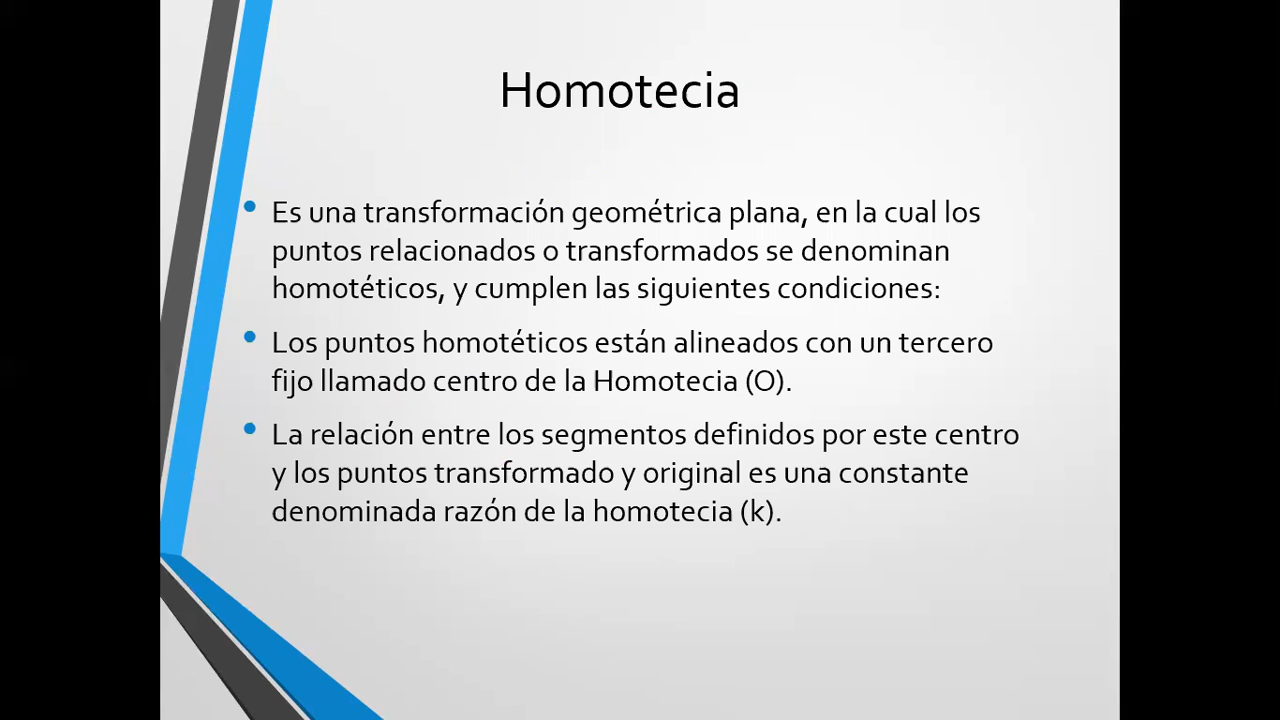 Homotecia
• Es una transformación geométrica plana, en la cual los
puntos relacionados o transformados se denominan
homotéticos, y cumplen las siguientes condiciones:
• Los puntos homotéticos están alineados con un tercero
fijo llamado centro de la Homotecia (O).
• La relación entre los segmentos definidos por este centro
y los puntos transformado y original es una constante
denominada razón de la homotecia (k).